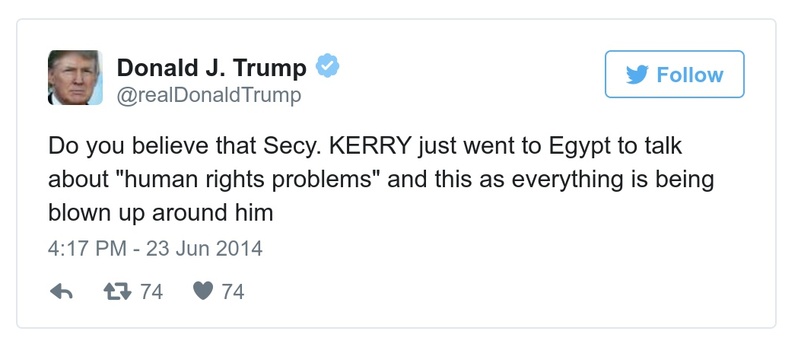 Donald J. Trump
@realDonaldTrump
Follow
Do you believe that Secy. KERRY just went to Egypt to talk
about "human rights problems" and this as everything is being
blown up around him
4:17 PM - 23 Jun 2014
74 74